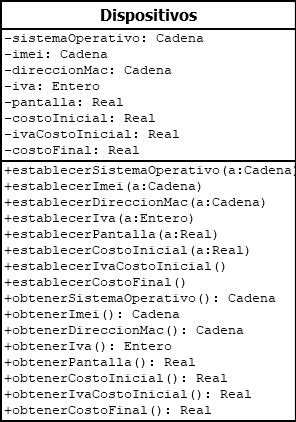 Dispositivos
-sistemaOperativo: Cadena
-imei: Cadena
-direccionMac: Cadena
-iva: Entero
-pantalla: Real
-costoInicial: Real
-ivaCostoInicial: Real
-costoFinal: Real
+establecerSistemaOperativo(a:Cadena)
+establecerImei(a:Cadena)
+establecerDireccionMac(a:Cadena)
+establecerIva(a:Entero)
+establecerPantalla(a:Real)
+establecerCostoInicial(a:Real)
+establecerIvaCostoInicial()
+establecerCostoFinal()
+obtenerSistemaOperativo(): Cadena
+obtenerImei(): Cadena
+obtenerDireccionMac(): Cadena
+obtenerIva(): Entero
+obtenerPantalla(): Real
+obtenerCostoInicial(): Real
+obtenerIvaCostoInicial(): Real
+obtenerCostoFinal(): Real